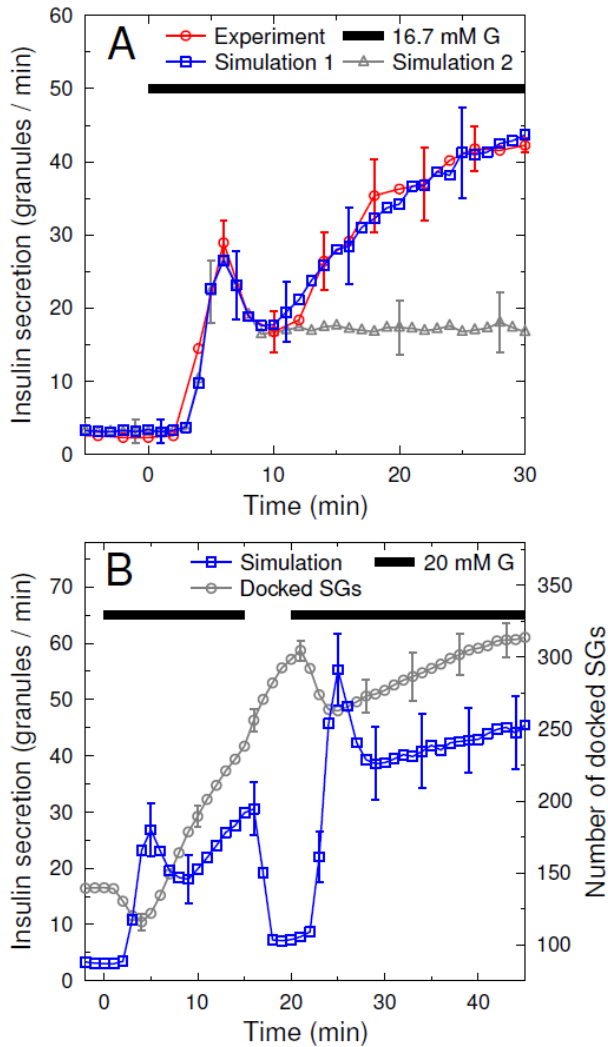 A
Experiment
16.7 mM G
Simulation 1
Simulation 2
60
50
40
30
20
10
0
Insulin secretion (granules / min)
0
10
20
30
Time (min)
B
Simulation
20 mM G
Docked SGs
70
60
50
40
30
20
10
0
Insulin secretion (granules / min)
350
300
250
200
150
100
Number of docked SGs
0
10
20
30
40
Time (min)